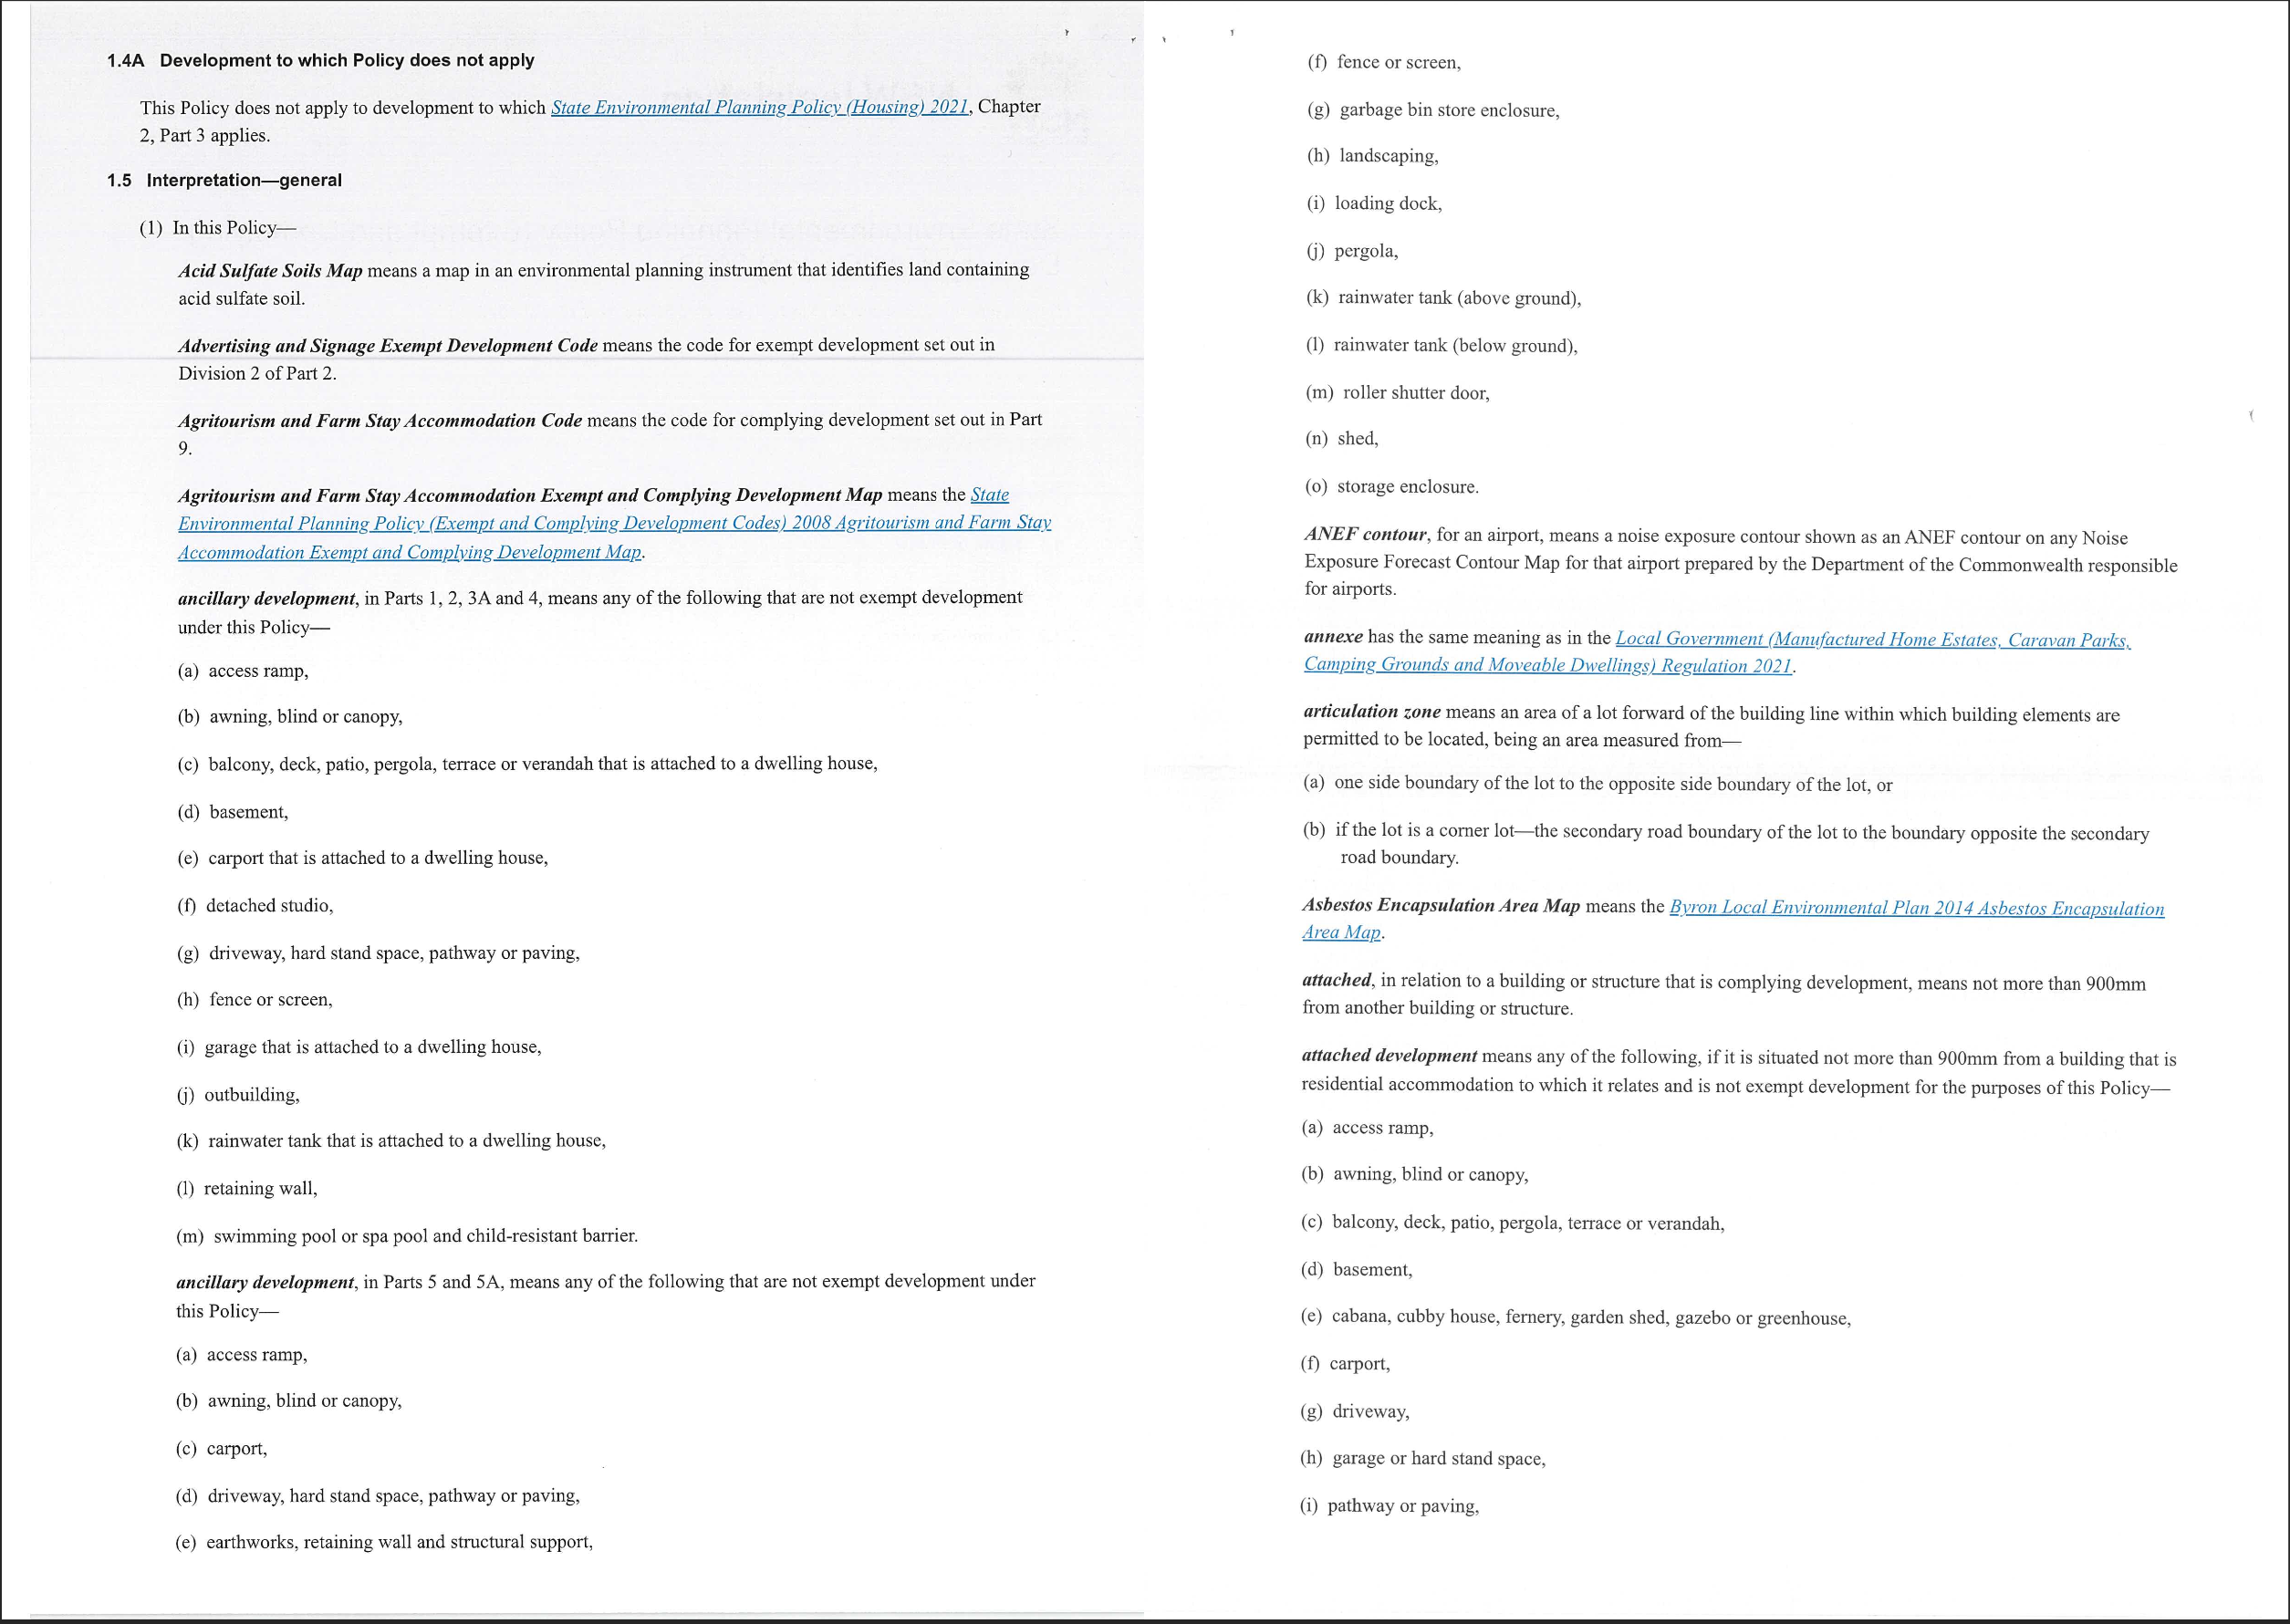 1.4A Development to which Policy does not apply
This Policy does not apply to development to which State Environmental Planning Policy (Housing) 2021, Chapter
2, Part 3 applies.
1.5 Interpretation—general
(1) In this Policy—
Acid Sulfate Soils Map means a map in an environmental planning instrument that identifies land containing
acid sulfate soil.
Advertising and Signage Exempt Development Code means the code for exempt development set out in
Division 2 of Part 2.
Agritourism and Farm Stay Accommodation Code means the code for complying development set out in Part
9.
Agritourism and Farm Stay Accommodation Exempt and Complying Development Map means the State
Environmental Planning Policy (Exempt and Complying Development Codes) 2008 Agritourism and Farm Stay
Accommodation Exempt and Complying Development Map.
ancillary development, in Parts 1, 2, 3A and 4, means any of the following that are not exempt development
under this Policy—
(a) access ramp,
(b) awning, blind or canopy,
(c) balcony, deck, patio, pergola, terrace or verandah that is attached to a dwelling house,
(d) basement,
(e) carport that is attached to a dwelling house,
(f) detached studio,
(g) driveway, hard stand space, pathway or paving,
(h) fence or screen,
(i) garage that is attached to a dwelling house,
(j) outbuilding,
(k) rainwater tank that is attached to a dwelling house,
(l) retaining wall,
(m) swimming pool or spa pool and child-resistant barrier.
ancillary development, in Parts 5 and 5A, means any of the following that are not exempt development under
this Policy—
(a) access ramp,
(b) awning, blind or canopy,
(c) carport,
(d) driveway, hard stand space, pathway or paving,
(e) earthworks, retaining wall and structural support,
(f) fence or screen,
(g) garbage bin store enclosure,
(h) landscaping,
(i) loading dock,
(j) pergola,
(k) rainwater tank (above ground),
(l) rainwater tank (below ground),
(m) roller shutter door,
(n) shed,
(o) storage enclosure.
ANEF contour, for an airport, means a noise exposure contour shown as an ANEF contour on any Noise
Exposure Forecast Contour Map for that airport prepared by the Department of the Commonwealth responsible
for airports.
annexe has the same meaning as in the Local Government (Manufactured Home Estates, Caravan Parks,
Camping Grounds and Moveable Dwellings) Regulation 2021.
articulation zone means an area of a lot forward of the building line within which building elements are
permitted to be located, being an area measured from—
(a) one side boundary of the lot to the opposite side boundary of the lot, or
(b) if the lot is a corner lot—the secondary road boundary of the lot to the boundary opposite the secondary
road boundary.
Asbestos Encapsulation Area Map means the Byron Local Environmental Plan 2014 Asbestos Encapsulation
Area Map.
attached, in relation to a building or structure that is complying development, means not more than 900mm
from another building or structure.
attached development means any of the following, if it is situated not more than 900mm from a building that is
residential accommodation to which it relates and is not exempt development for the purposes of this Policy—
(a) access ramp,
(b) awning, blind or canopy,
(c) balcony, deck, patio, pergola, terrace or verandah,
(d) basement,
(e) cabana, cubby house, fernery, garden shed, gazebo or greenhouse,
(f) carport,
(g) driveway,
(h) garage or hard stand space,
(i) pathway or paving,